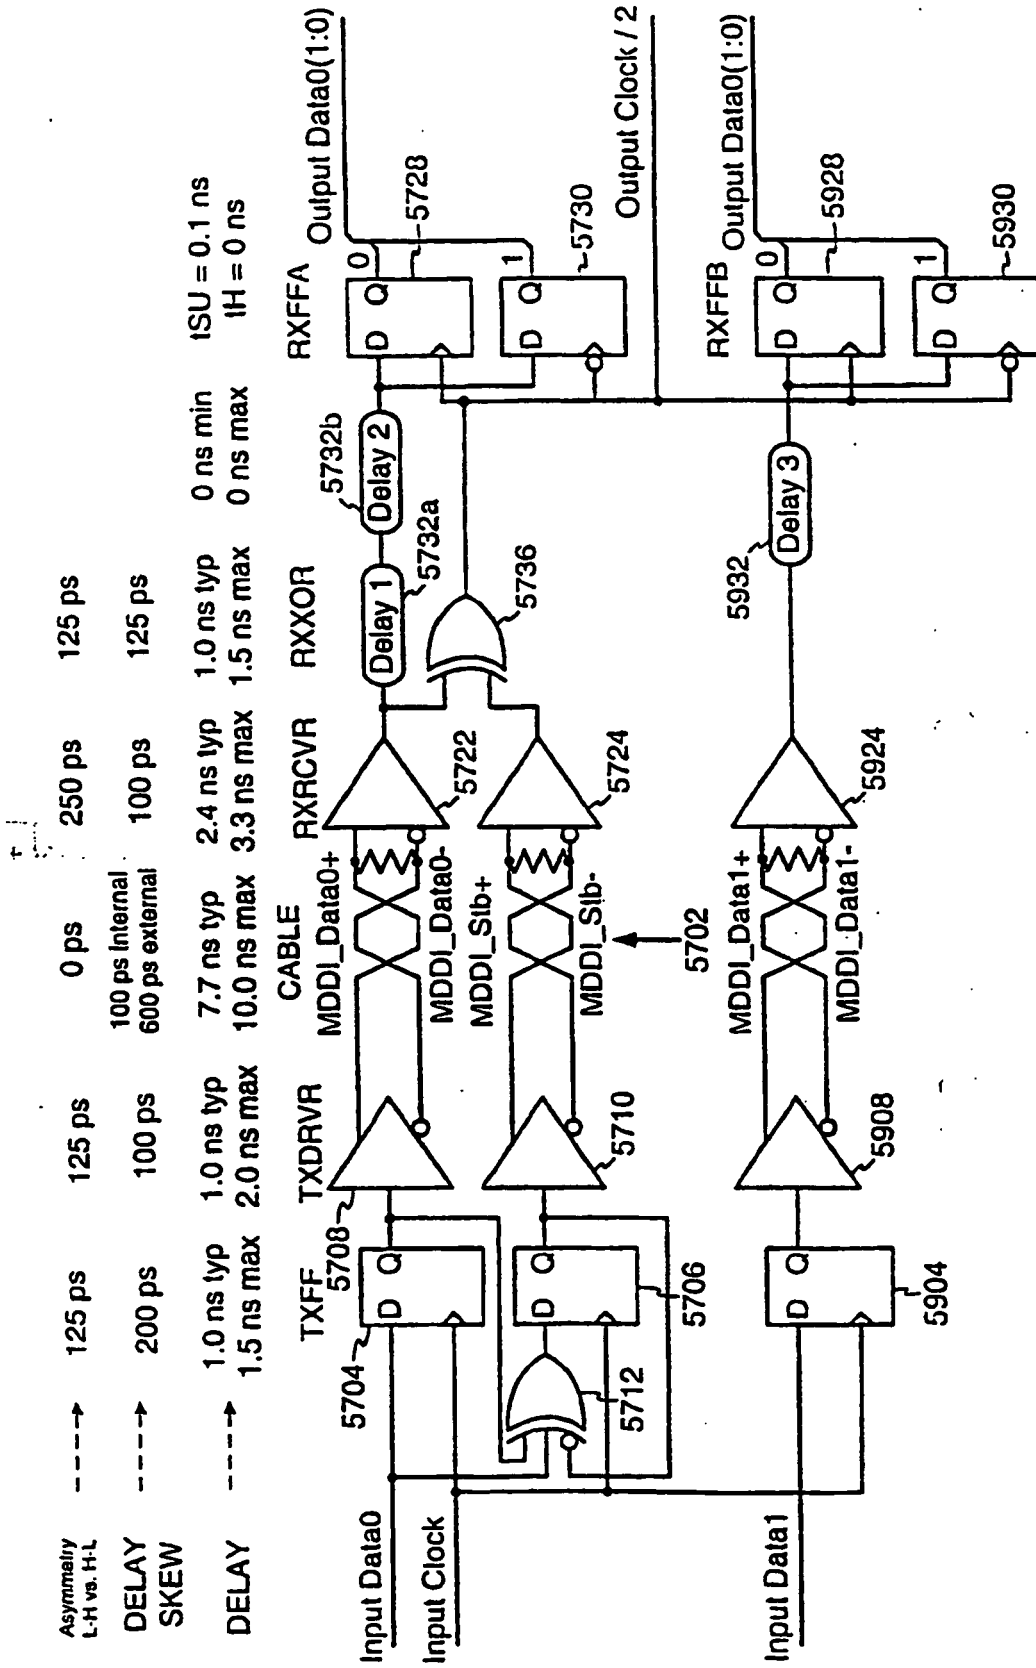 Asymmatry
L-H vs. H-L
125 ps
125 ps
0 ps
250 ps
125 ps
DELAY
SKEW
200 ps
100 ps
100 ps Internal
600 ps external
100 ps
125 ps
DELAY
1.0 ns typ
1.5 ns max
1.0 ns typ
2.0 ns max
7.7 ns typ
10.0 ns max
2.4 ns typ
3.3 ns max
1.0 ns typ
1.5 ns max
0 ns min
0 ns max
tSU = 0.1 ns
tH = 0 ns
TXFF
TXDRVR
CABLE
RXRCVR
RXXOR
RXFFA
Input Data0
Input Clock
5704
D Q
5708
MDDI_Data0+
MDDI_Data0-
5722
Delay 1
5732a
Delay 2
5732b
D Q
0
5728
Output Data0(1:0)
5712
D Q
5706
5710
MDDI_Stb+
MDDI_Stb-
5702
5724
5736
D Q
1
5730
Output Clock / 2
RXFFB
Input Data1
D Q
5904
5908
MDDI_Data1+
MDDI_Data1-
5924
Delay 3
5932
D Q
0
5928
Output Data0(1:0)
D Q
1
5930